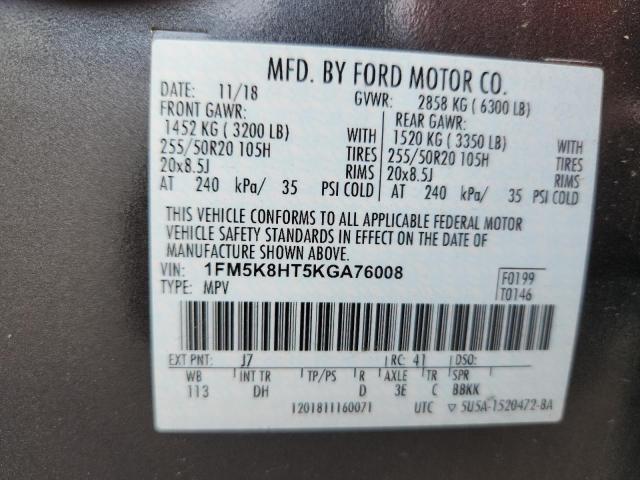 MFD. BY FORD MOTOR CO.
DATE: 11/18 GVWR: 2858 KG ( 6300 LB)
FRONT GAWR: REAR GAWR:
1452 KG ( 3200 LB) WITH 1520 KG ( 3350 LB) WITH
255/50R20 105H TIRES 255/50R20 105H TIRES
20x8.5J RIMS 20x8.5J RIMS
AT 240 kPa/ 35 PSI COLD AT 240 kPa/ 35 PSI COLD
THIS VEHICLE CONFORMS TO ALL APPLICABLE FEDERAL MOTOR
VEHICLE SAFETY STANDARDS IN EFFECT ON THE DATE OF
MANUFACTURE SHOWN ABOVE.
VIN: 1FM5K8HT5KGA76008 F0199
TYPE: MPV T0146
EXT PNT: J7 RC: 41 DSO:
WB INT TR TP/PS R AXLE TR SPR
113 DH D 3E C BBKK
1201811160071 UTC ▽ 5U5A-1520472-BA